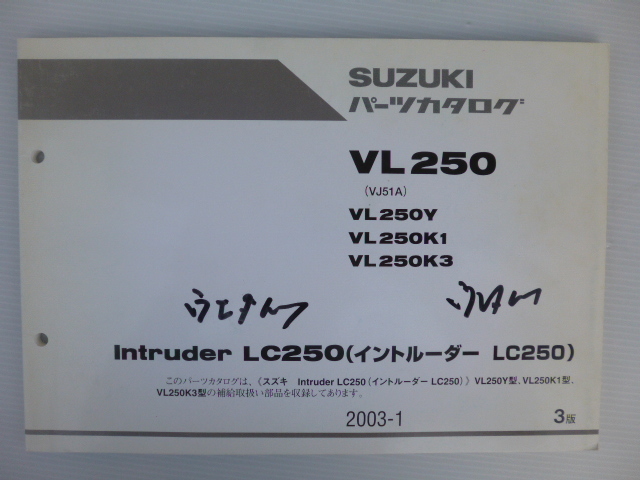 SUZUKI
パーツカタログ
VL250
(VJ51A)
VL250Y
VL250K1
VL250K3
Intruder LC250(イントルーダー LC250)
このパーツカタログは、《スズキ Intruder LC250(イントルーダー LC250)》VL250Y型、VL250K1型、
VL250K3型の補給取扱い部品を収録してあります。
2003-1
3版